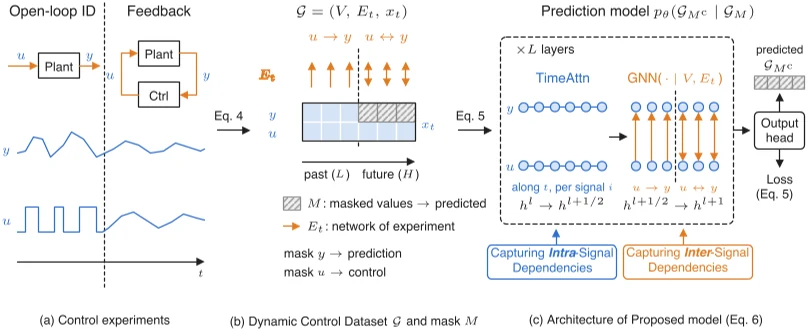 Open-loop ID
Feedback
u
Plant
y
Plant
u
y
Ctrl
y
u
t
(a) Control experiments
Eq. 4
𝒢 = (V, E_t, x_t)
u → y  u ↔ y
E_t
y
u
x_t
past (L)
future (H)
M : masked values → predicted
E_t : network of experiment
mask y → prediction
mask u → control
(b) Dynamic Control Dataset 𝒢 and mask M
Eq. 5
Prediction model p_θ(𝒢_{M^c} | 𝒢_M)
×L layers
TimeAttn
GNN(· | V, E_t)
y
u
along t, per signal i
u → y  u ↔ y
h^l → h^{l+1/2}
h^{l+1/2} → h^{l+1}
Capturing Intra-Signal
Dependencies
Capturing Inter-Signal
Dependencies
predicted
𝒢_{M^c}
Output
head
Loss
(Eq. 5)
(c) Architecture of Proposed model (Eq. 6)